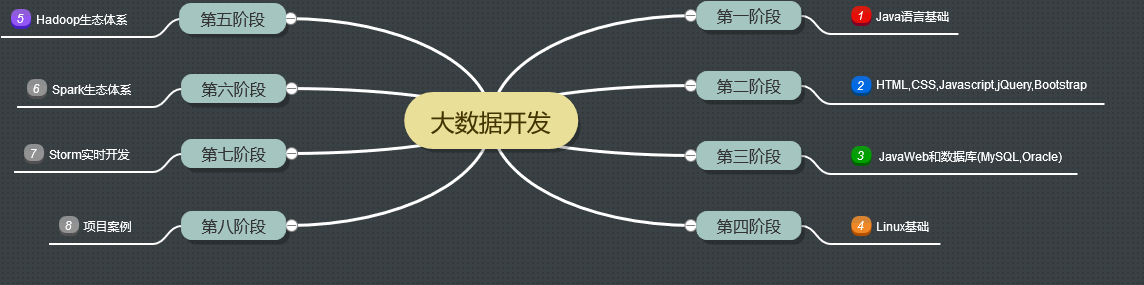 大数据开发
第一阶段
1 Java语言基础
第二阶段
2 HTML,CSS,Javascript,jQuery,Bootstrap
第三阶段
3 JavaWeb和数据库(MySQL,Oracle)
第四阶段
4 Linux基础
第五阶段
5 Hadoop生态体系
第六阶段
6 Spark生态体系
第七阶段
7 Storm实时开发
第八阶段
8 项目案例